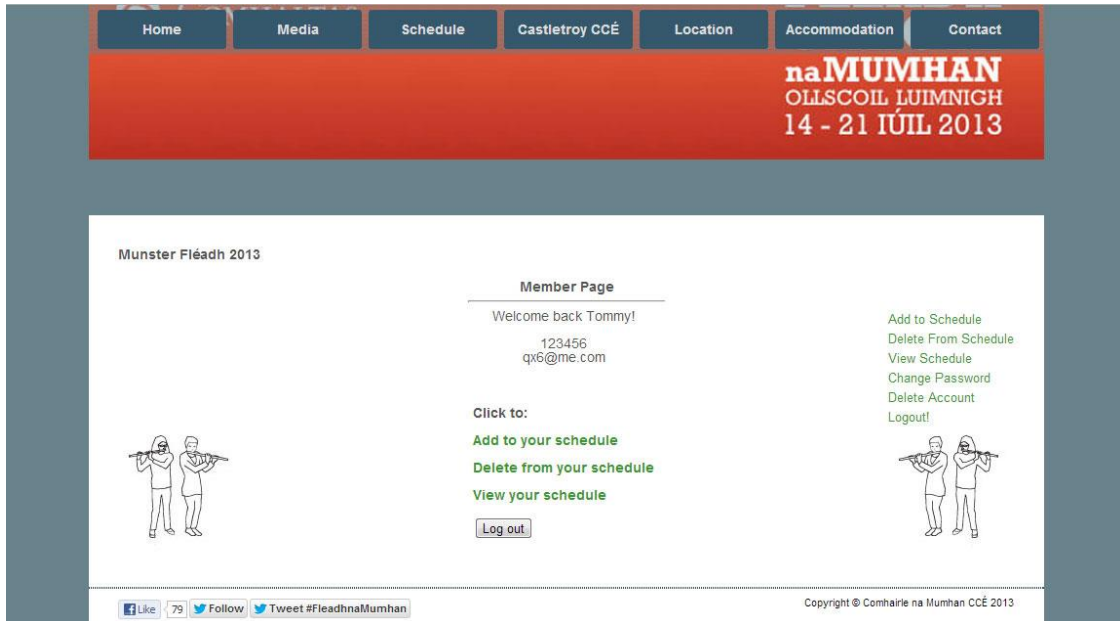 COMHALTAS
Home Media Schedule Castletroy CCÉ Location Accommodation Contact
naMUMHAN
OLLSCOIL LUIMNIGH
14 - 21 IÚIL 2013
Munster Fléadh 2013
Member Page
Welcome back Tommy!
123456
qx6@me.com
Add to Schedule
Delete From Schedule
View Schedule
Change Password
Delete Account
Logout!
Click to:
Add to your schedule
Delete from your schedule
View your schedule
Log out
Like 79 Follow Tweet #FleadhnaMumhan
Copyright © Comhairle na Mumhan CCÉ 2013